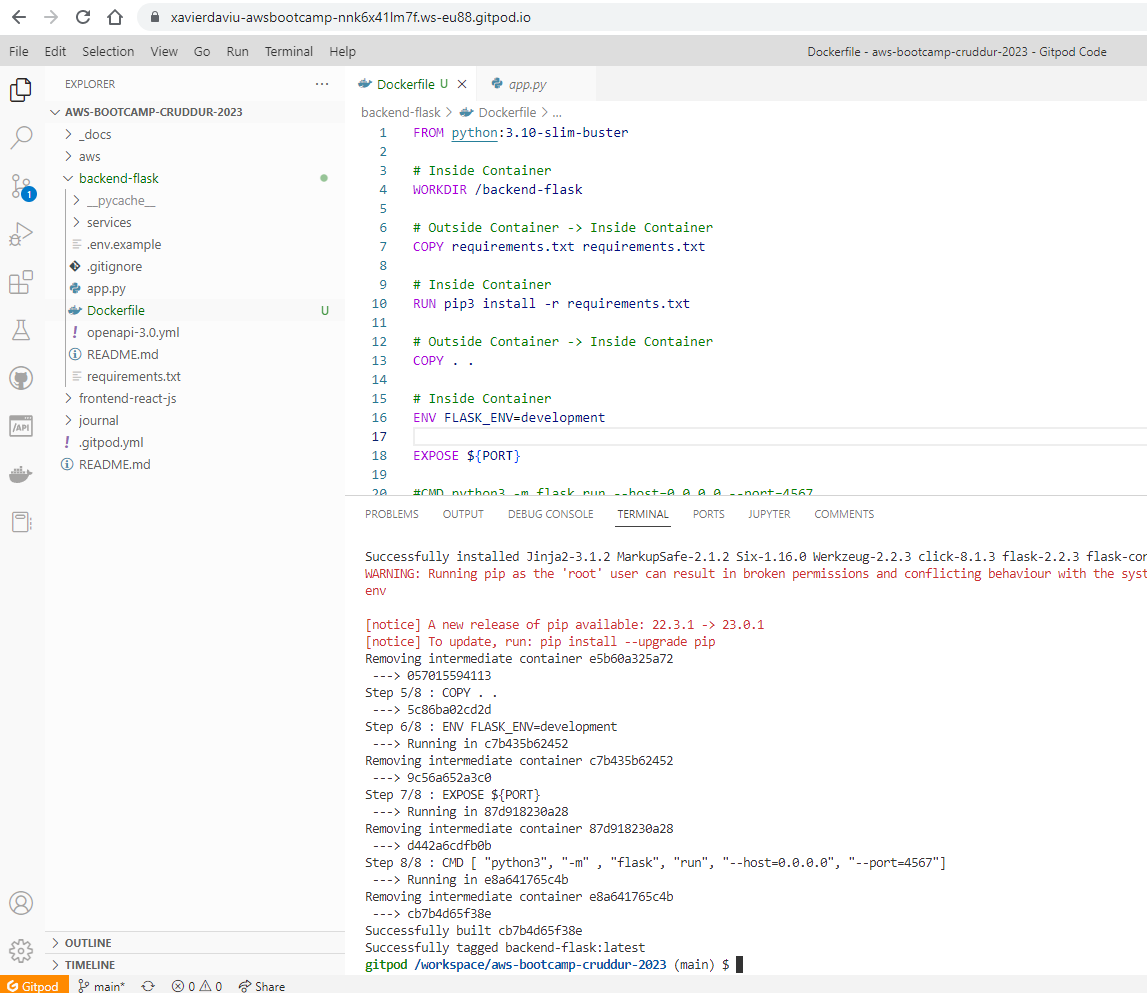 xavierdaviu-awsbootcamp-nnk6x41lm7f.ws-eu88.gitpod.io
File Edit Selection View Go Run Terminal Help Dockerfile - aws-bootcamp-cruddur-2023 - Gitpod Code
EXPLORER
AWS-BOOTCAMP-CRUDDUR-2023
_docs
aws
backend-flask
__pycache__
services
.env.example
.gitignore
app.py
Dockerfile U
openapi-3.0.yml
README.md
requirements.txt
frontend-react-js
journal
.gitpod.yml
README.md
OUTLINE
TIMELINE
1
/API
Dockerfile U app.py
backend-flask > Dockerfile > ...
1 FROM python:3.10-slim-buster
2
3 # Inside Container
4 WORKDIR /backend-flask
5
6 # Outside Container -> Inside Container
7 COPY requirements.txt requirements.txt
8
9 # Inside Container
10 RUN pip3 install -r requirements.txt
11
12 # Outside Container -> Inside Container
13 COPY . .
14
15 # Inside Container
16 ENV FLASK_ENV=development
17
18 EXPOSE ${PORT}
19
20 #CMD python3 -m flask run --host=0.0.0.0 --port=4567
PROBLEMS OUTPUT DEBUG CONSOLE TERMINAL PORTS JUPYTER COMMENTS
Successfully installed Jinja2-3.1.2 MarkupSafe-2.1.2 Six-1.16.0 Werkzeug-2.2.3 click-8.1.3 flask-2.2.3 flask-cor
WARNING: Running pip as the 'root' user can result in broken permissions and conflicting behaviour with the syst
env
[notice] A new release of pip available: 22.3.1 -> 23.0.1
[notice] To update, run: pip install --upgrade pip
Removing intermediate container e5b60a325a72
---> 057015594113
Step 5/8 : COPY . .
---> 5c86ba02cd2d
Step 6/8 : ENV FLASK_ENV=development
---> Running in c7b435b62452
Removing intermediate container c7b435b62452
---> 9c56a652a3c0
Step 7/8 : EXPOSE ${PORT}
---> Running in 87d918230a28
Removing intermediate container 87d918230a28
---> d442a6cdfb0b
Step 8/8 : CMD [ "python3", "-m" , "flask", "run", "--host=0.0.0.0", "--port=4567"]
---> Running in e8a641765c4b
Removing intermediate container e8a641765c4b
---> cb7b4d65f38e
Successfully built cb7b4d65f38e
Successfully tagged backend-flask:latest
gitpod /workspace/aws-bootcamp-cruddur-2023 (main) $
Gitpod main* 0 0 Share